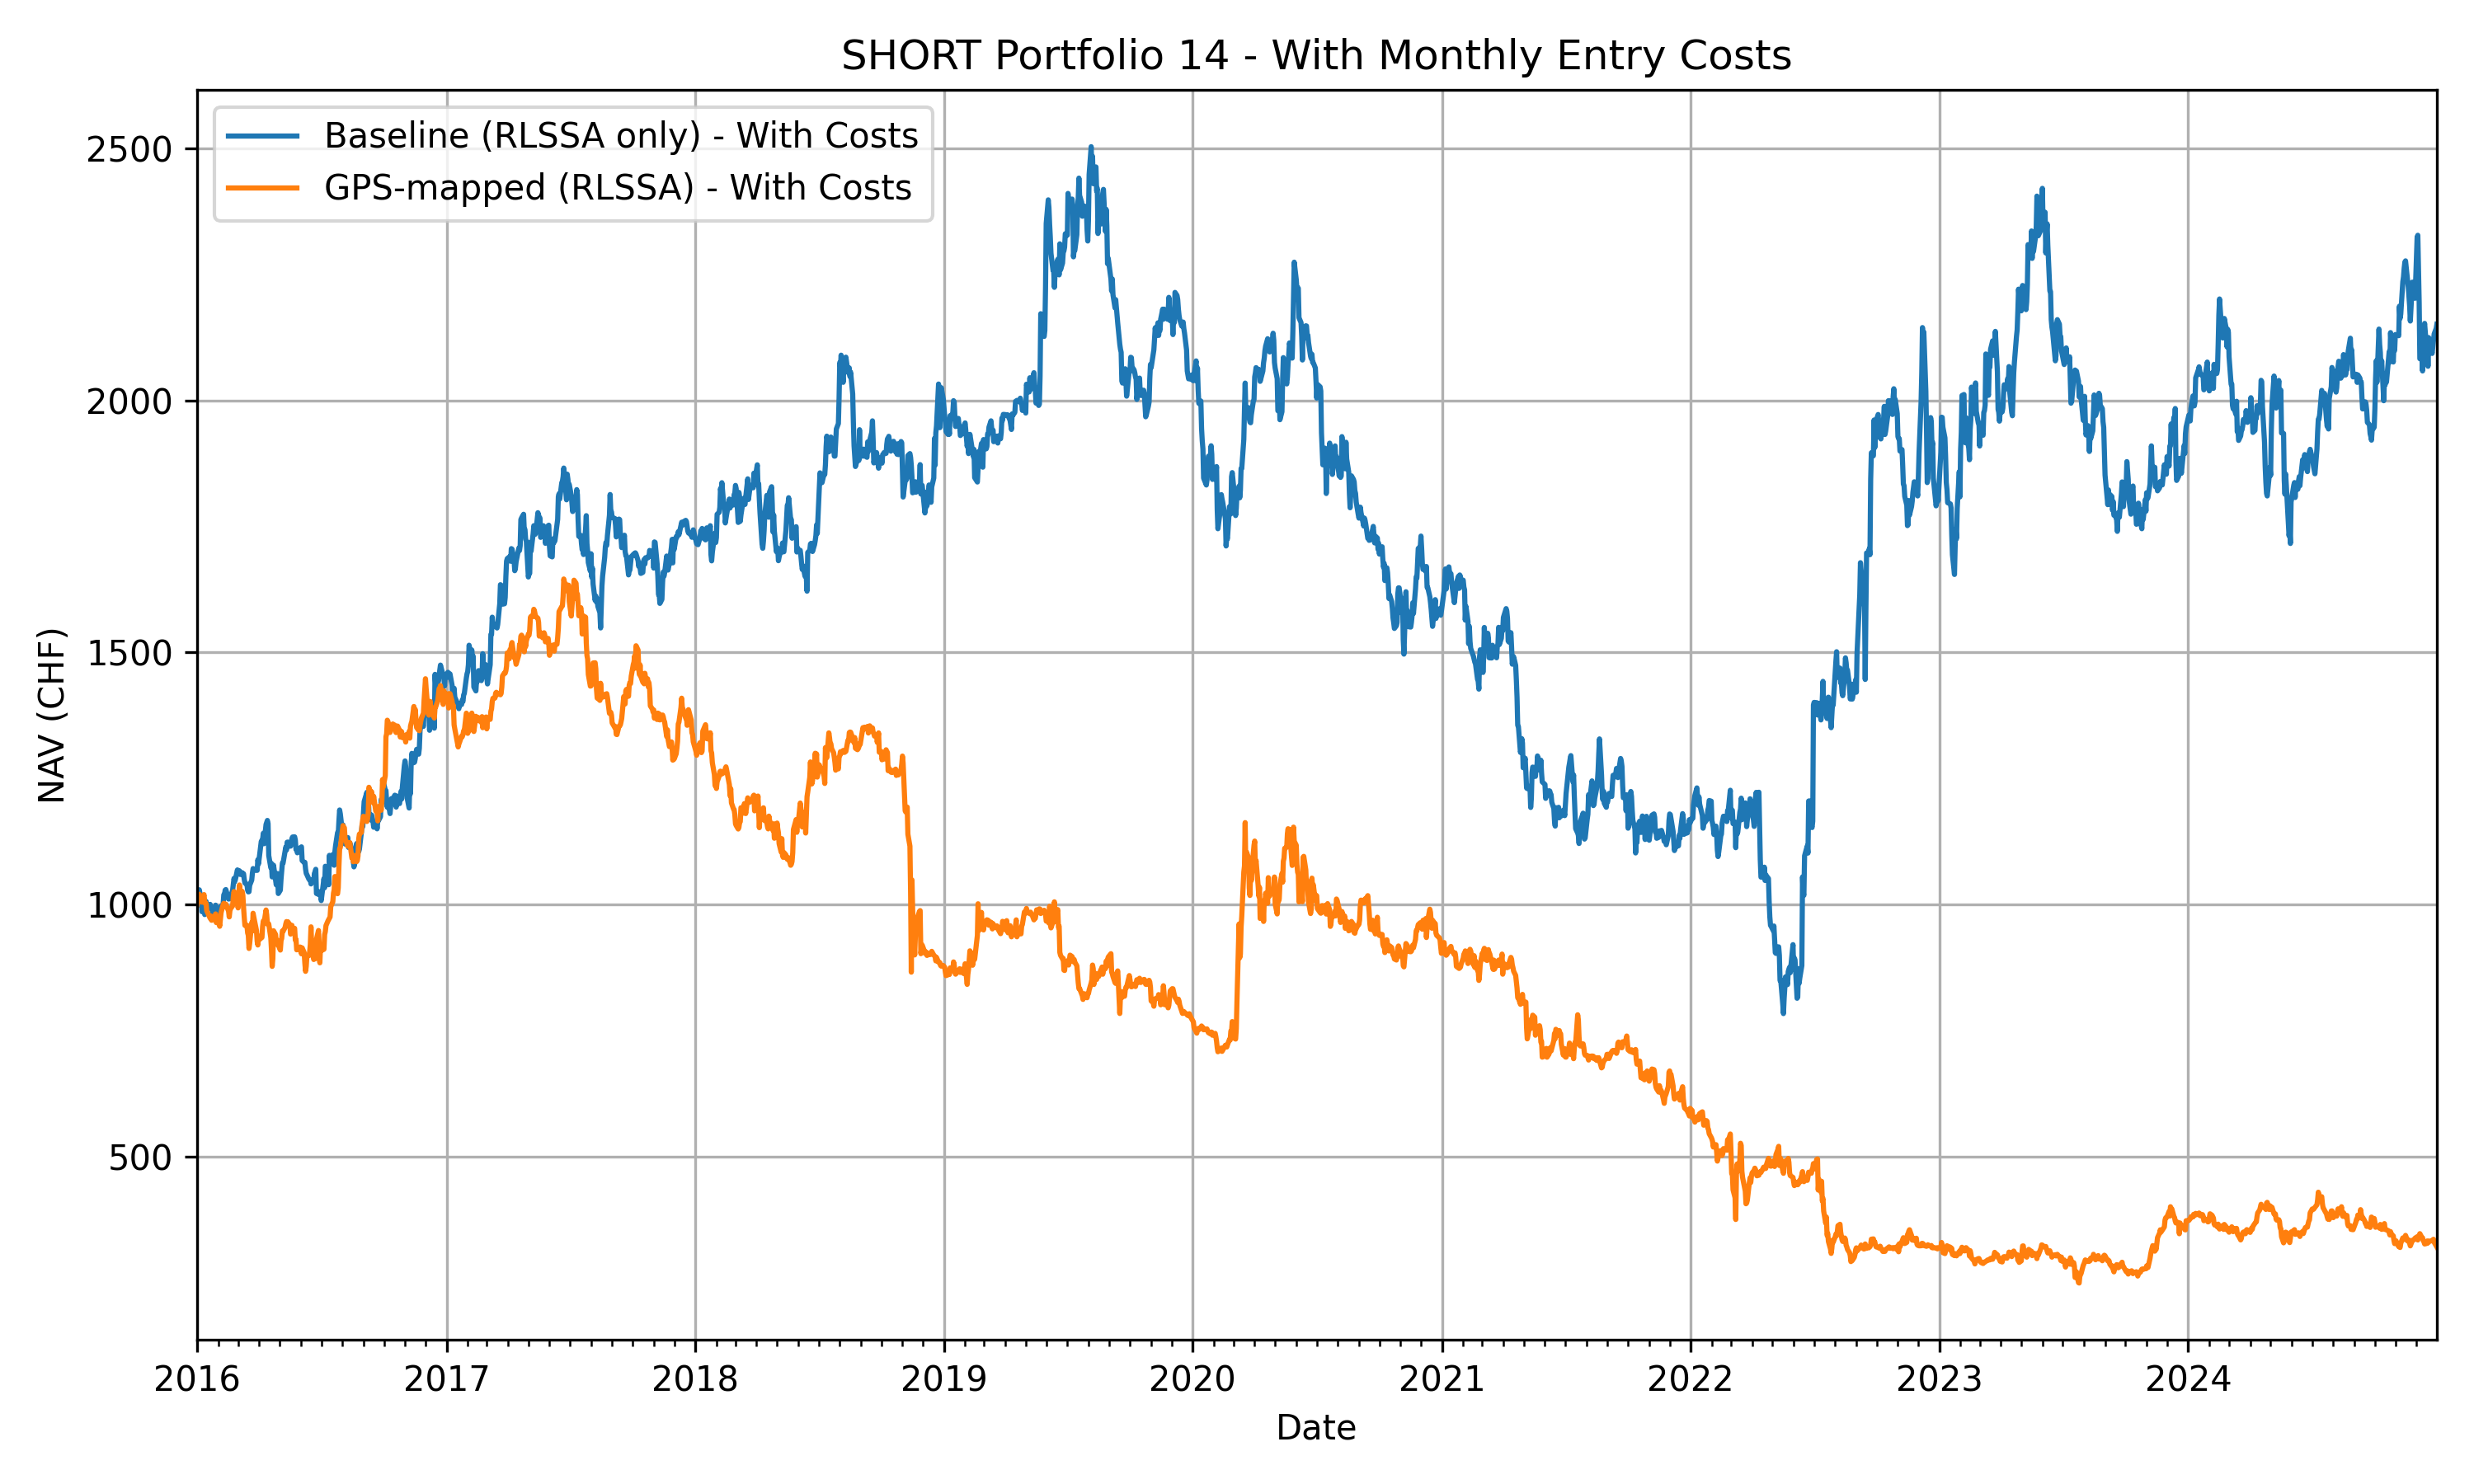 SHORT Portfolio 14 - With Monthly Entry Costs
Baseline (RLSSA only) - With Costs
GPS-mapped (RLSSA) - With Costs
2500
2000
1500
1000
500
NAV (CHF)
2016 2017 2018 2019 2020 2021 2022 2023 2024
Date